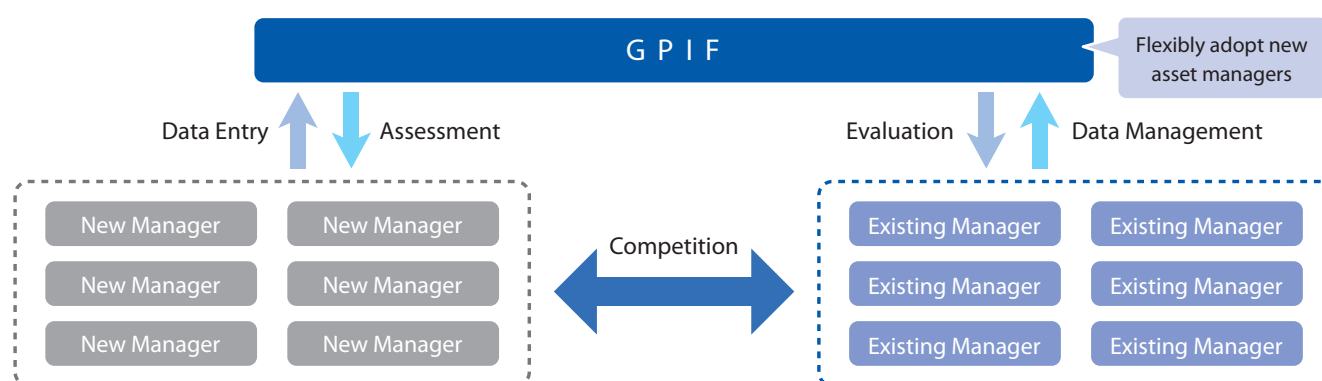 GPIF
Flexibly adopt new
asset managers
Data Entry
Assessment
Evaluation
Data Management
New Manager
New Manager
Existing Manager
Existing Manager
Competition
New Manager
New Manager
Existing Manager
Existing Manager
New Manager
New Manager
Existing Manager
Existing Manager